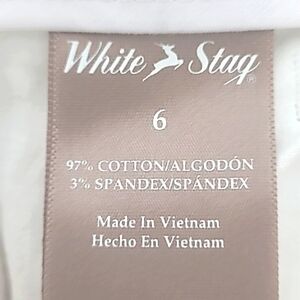 White Stag®
6
97% COTTON/ALGODÓN
3% SPANDEX/SPÁNDEX
Made In Vietnam
Hecho En Vietnam